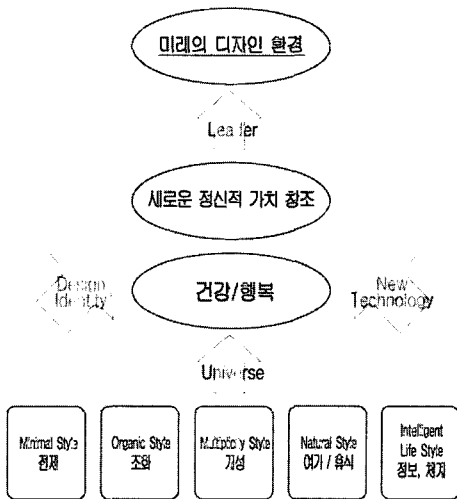 미래의 디자인 환경
Leader
새로운 정신적 가치 창조
Design
Identity
건강/행복
New
Technology
Universe
Minimal Style
전제
Organic Style
조화
Multiplicity Style
개성
Natural Style
여가 / 휴식
Intelligent
Life Style
정보, 체계